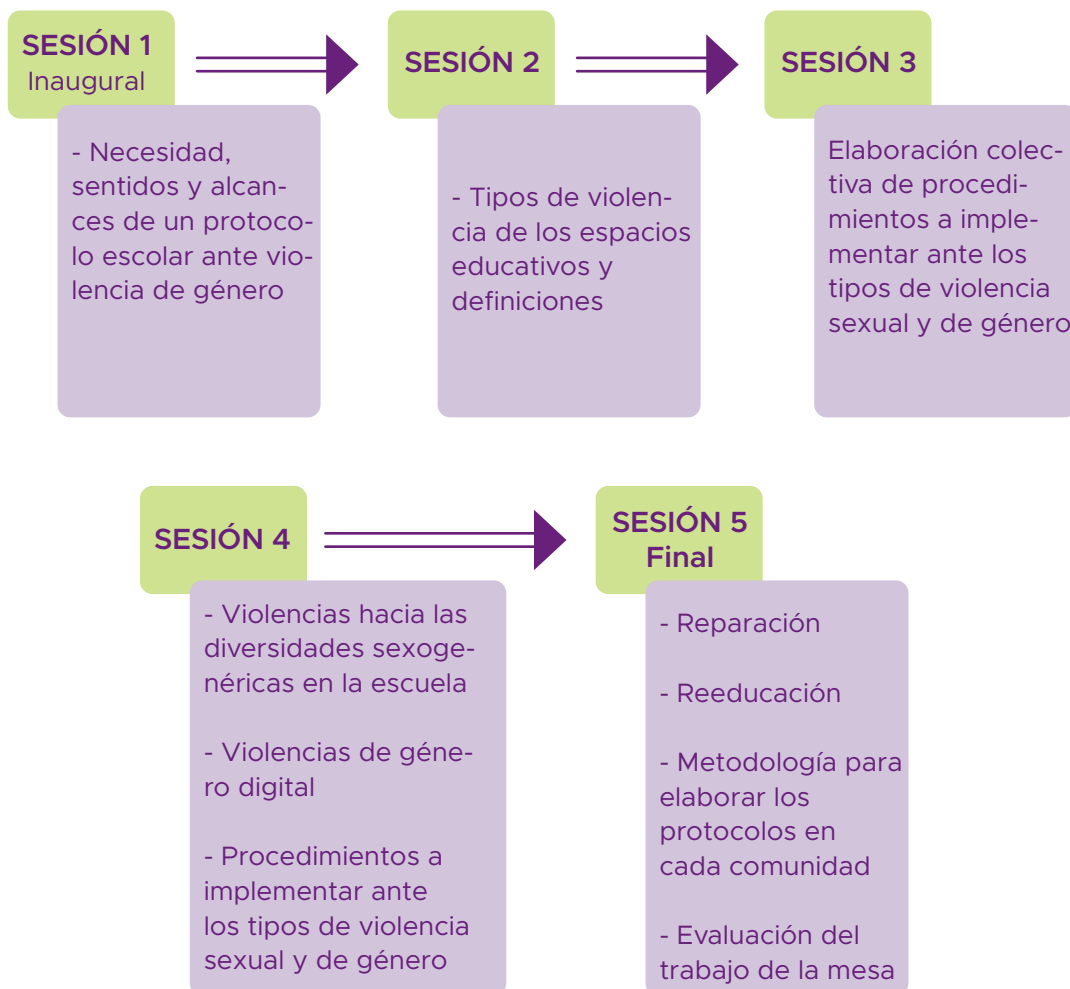 SESIÓN 1
Inaugural
- Necesidad,
sentidos y alcan-
ces de un protoco-
lo escolar ante vio-
lencia de género
SESIÓN 2
- Tipos de violen-
cia de los espacios
educativos y
definiciones
SESIÓN 3
Elaboración colec-
tiva de procedi-
mientos a imple-
mentar ante los
tipos de violencia
sexual y de género
SESIÓN 4
- Violencias hacia las
diversidades sexoge-
néricas en la escuela
- Violencias de géne-
ro digital
- Procedimientos a
implementar ante
los tipos de violencia
sexual y de género
SESIÓN 5
Final
- Reparación
- Reeducación
- Metodología para
elaborar los
protocolos en
cada comunidad
- Evaluación del
trabajo de la mesa